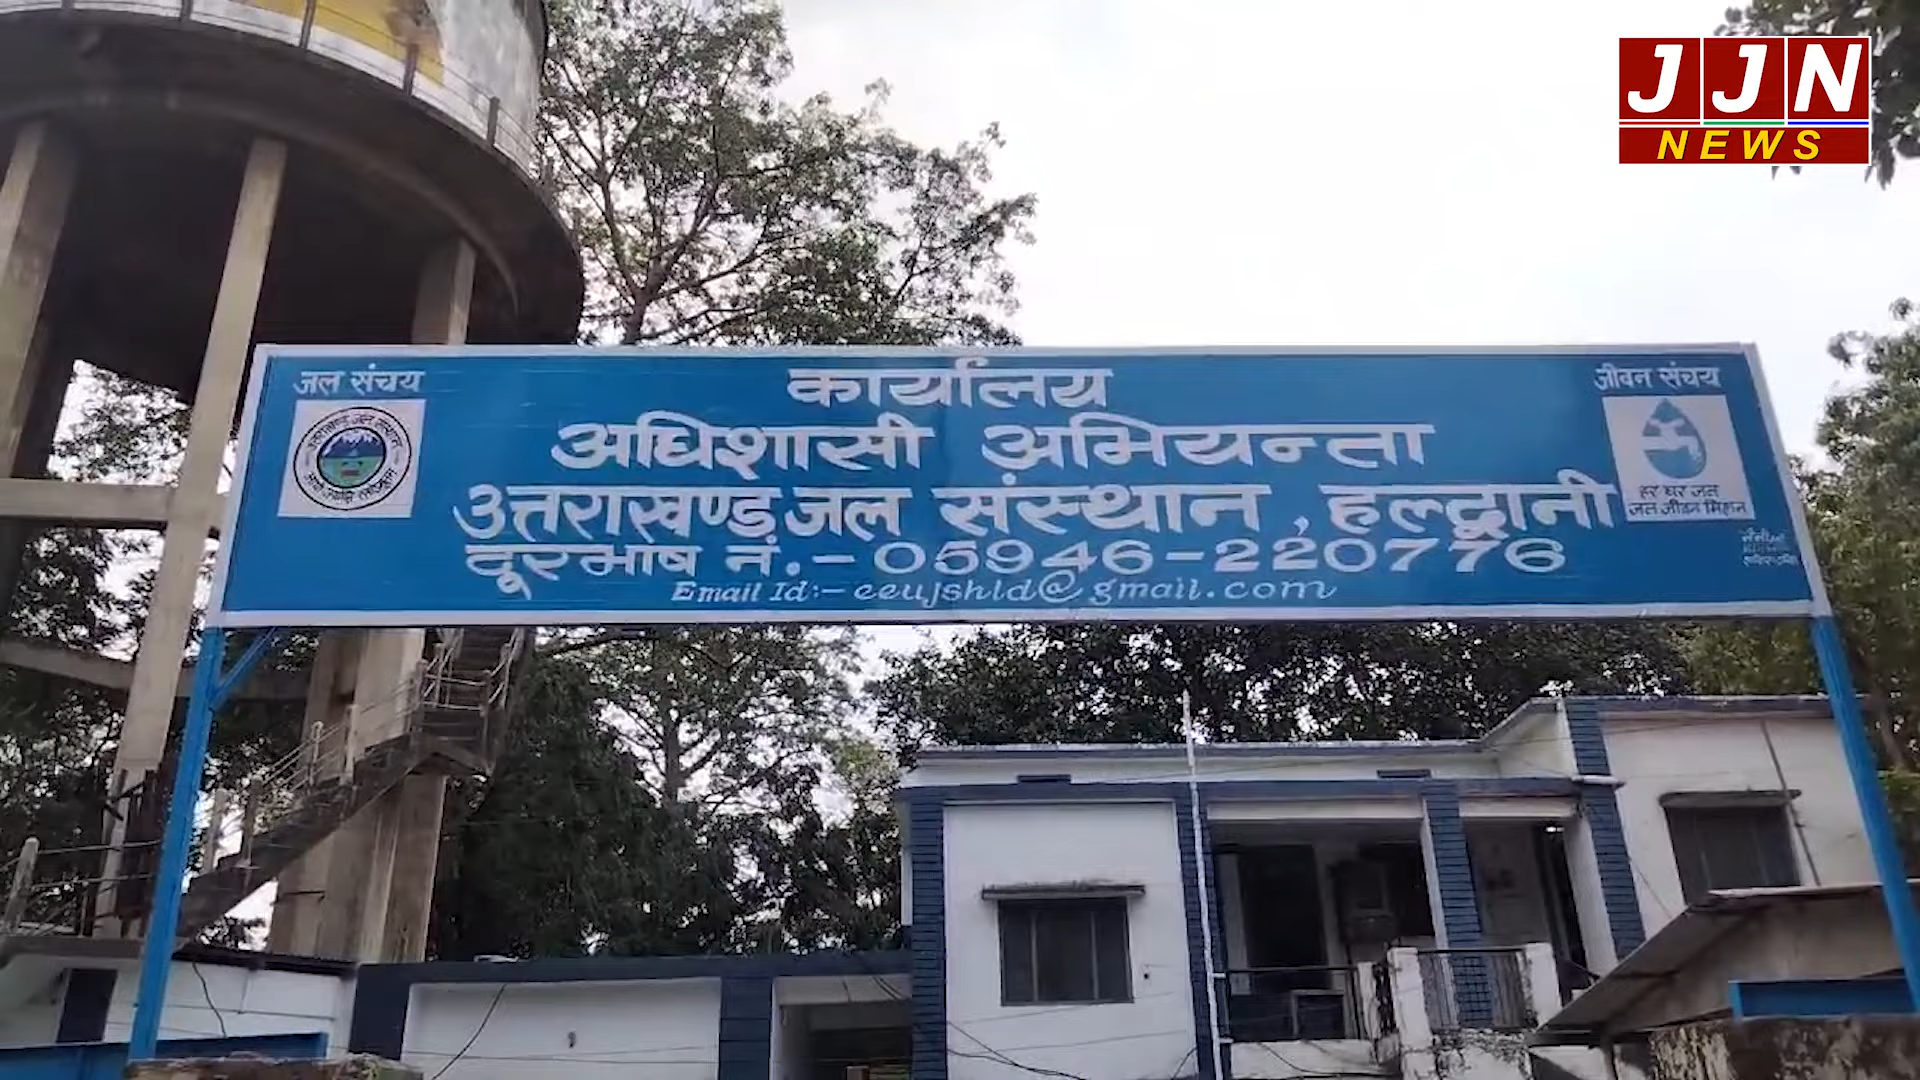 JJN
NEWS
जल संचय
कार्यालय
जीवन संचय
अधिशासी अभियन्ता
उत्तराखण्ड जल संस्थान, हल्द्वानी
हर घर जल
जल जीवन मिशन
दूरभाष नं.-05946-220776
Email Id:-eeujshld@gmail.com